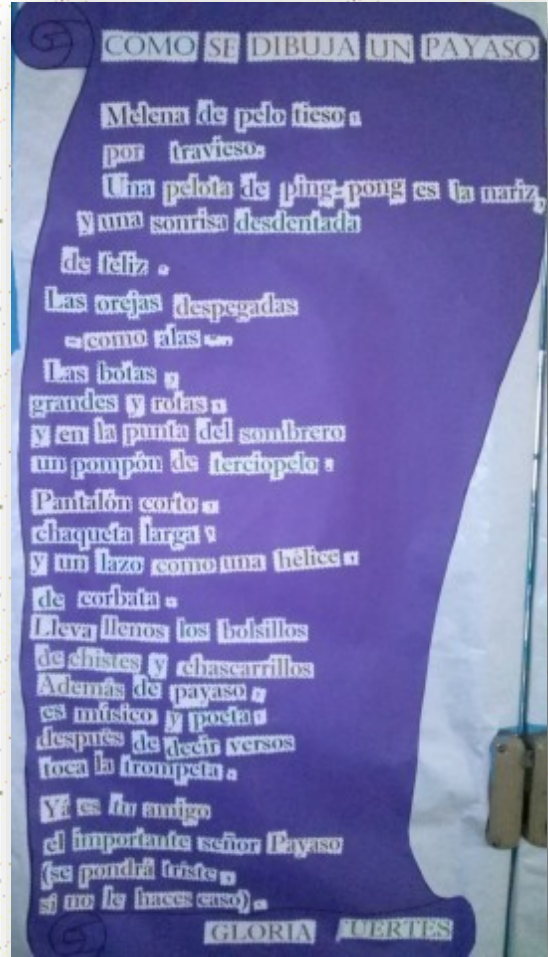 COMO SE DIBUJA UN PAYASO
Melena de pelo tieso,
por travieso.
Una pelota de ping-pong es la nariz,
y una sonrisa desdentada
de feliz.
Las orejas despegadas
- como alas -.
Las botas,
grandes y rotas,
y en la punta del sombrero
un pompón de terciopelo.
Pantalón corto,
chaqueta larga y
y un lazo como una hélice,
de corbata.
Lleva llenos los bolsillos
de chistes y chascarrillos
Además de payaso,
es músico y poeta,
después de decir versos
toca la trompeta.
Ya es tu amigo
el importante señor Payaso
(se pondrá triste,
si no le haces caso).
GLORIA FUERTES